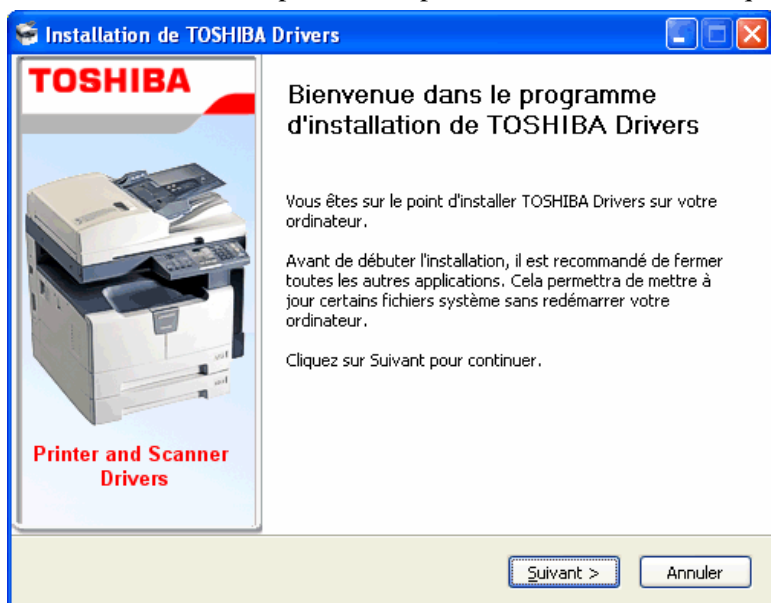 Installation de TOSHIBA Drivers
TOSHIBA
Printer and Scanner
Drivers
Bienvenue dans le programme
d'installation de TOSHIBA Drivers
Vous êtes sur le point d'installer TOSHIBA Drivers sur votre
ordinateur.
Avant de débuter l'installation, il est recommandé de fermer
toutes les autres applications. Cela permettra de mettre à
jour certains fichiers système sans redémarrer votre
ordinateur.
Cliquez sur Suivant pour continuer.
Suivant >
Annuler